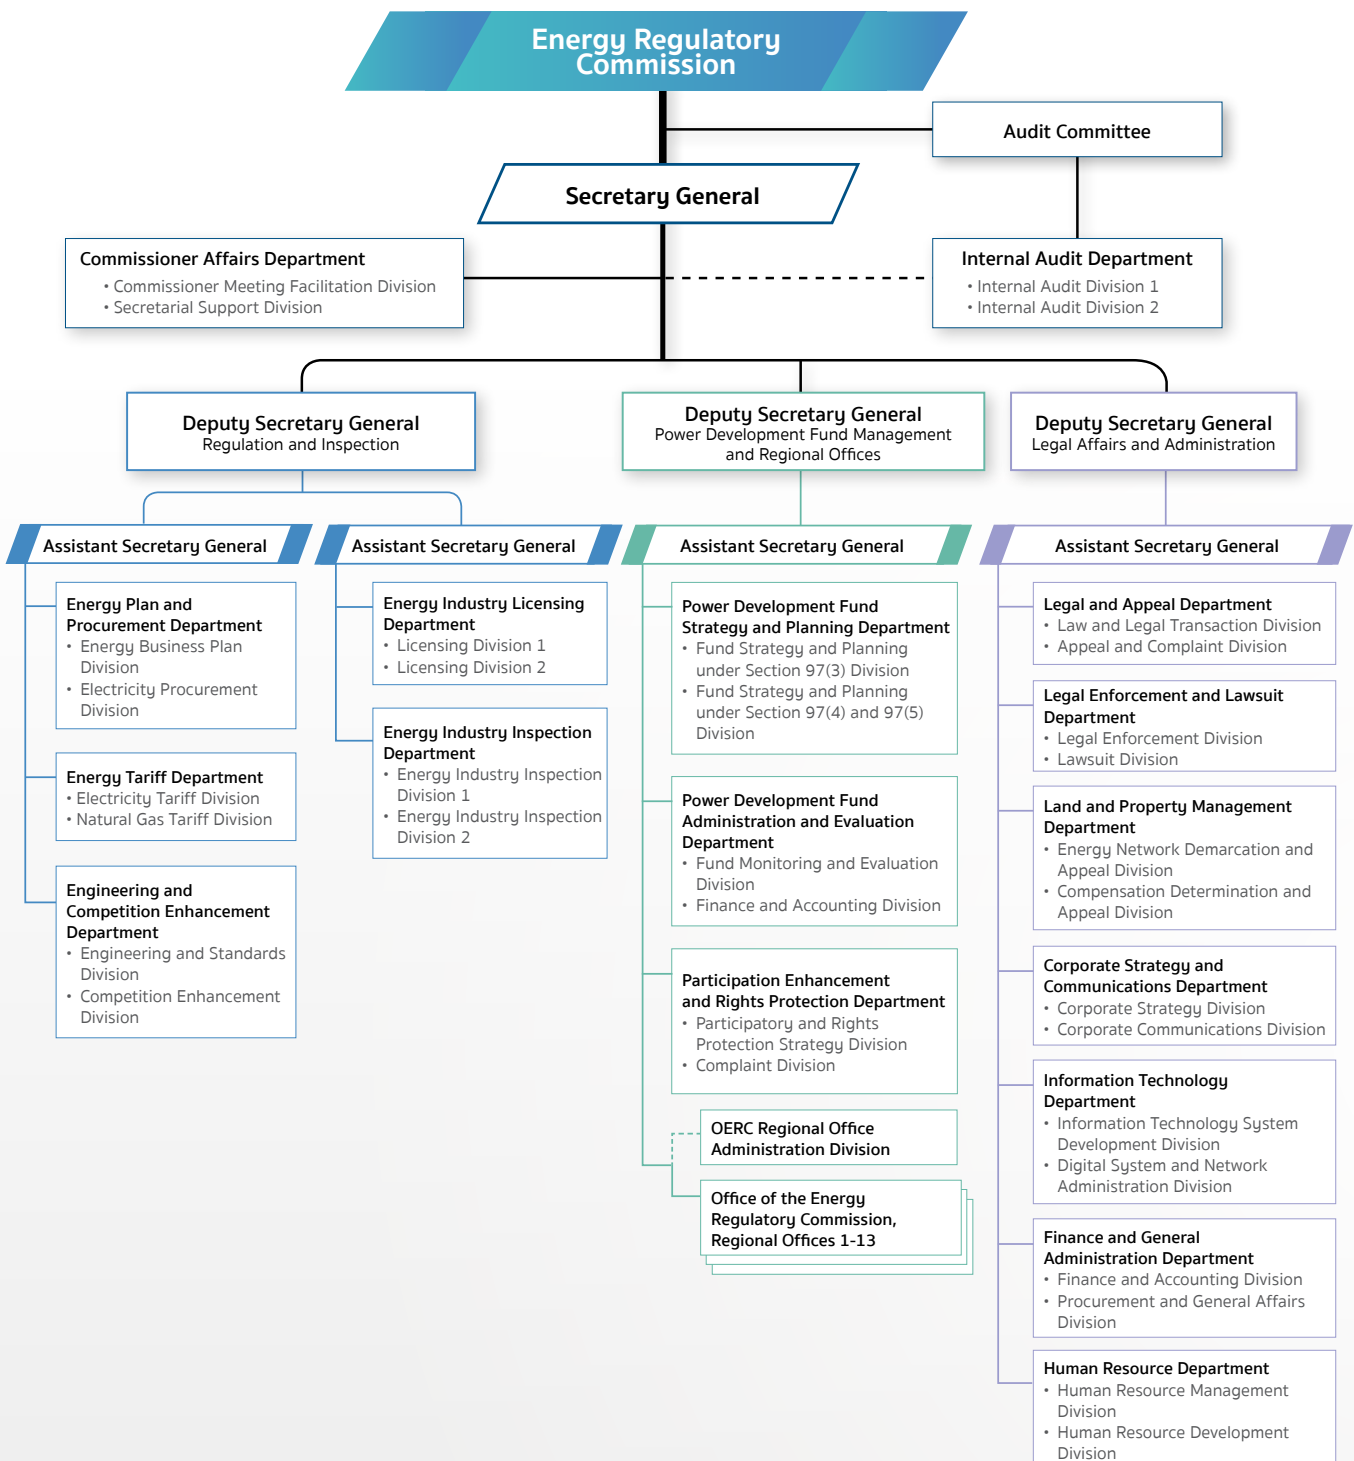 Energy Regulatory
Commission
Audit Committee
Secretary General
Commissioner Affairs Department
• Commissioner Meeting Facilitation Division
• Secretarial Support Division
Internal Audit Department
• Internal Audit Division 1
• Internal Audit Division 2
Deputy Secretary General
Regulation and Inspection
Deputy Secretary General
Power Development Fund Management
and Regional Offices
Deputy Secretary General
Legal Affairs and Administration
Assistant Secretary General
Energy Plan and
Procurement Department
• Energy Business Plan
Division
• Electricity Procurement
Division
Energy Tariff Department
• Electricity Tariff Division
• Natural Gas Tariff Division
Engineering and
Competition Enhancement
Department
• Engineering and Standards
Division
• Competition Enhancement
Division
Assistant Secretary General
Energy Industry Licensing
Department
• Licensing Division 1
• Licensing Division 2
Energy Industry Inspection
Department
• Energy Industry Inspection
Division 1
• Energy Industry Inspection
Division 2
Assistant Secretary General
Power Development Fund
Strategy and Planning Department
• Fund Strategy and Planning
under Section 97(3) Division
• Fund Strategy and Planning
under Section 97(4) and 97(5)
Division
Power Development Fund
Administration and Evaluation
Department
• Fund Monitoring and Evaluation
Division
• Finance and Accounting Division
Participation Enhancement
and Rights Protection Department
• Participatory and Rights
Protection Strategy Division
• Complaint Division
OERC Regional Office
Administration Division
Office of the Energy
Regulatory Commission,
Regional Offices 1-13
Assistant Secretary General
Legal and Appeal Department
• Law and Legal Transaction Division
• Appeal and Complaint Division
Legal Enforcement and Lawsuit
Department
• Legal Enforcement Division
• Lawsuit Division
Land and Property Management
Department
• Energy Network Demarcation and
Appeal Division
• Compensation Determination and
Appeal Division
Corporate Strategy and
Communications Department
• Corporate Strategy Division
• Corporate Communications Division
Information Technology
Department
• Information Technology System
Development Division
• Digital System and Network
Administration Division
Finance and General
Administration Department
• Finance and Accounting Division
• Procurement and General Affairs
Division
Human Resource Department
• Human Resource Management
Division
• Human Resource Development
Division